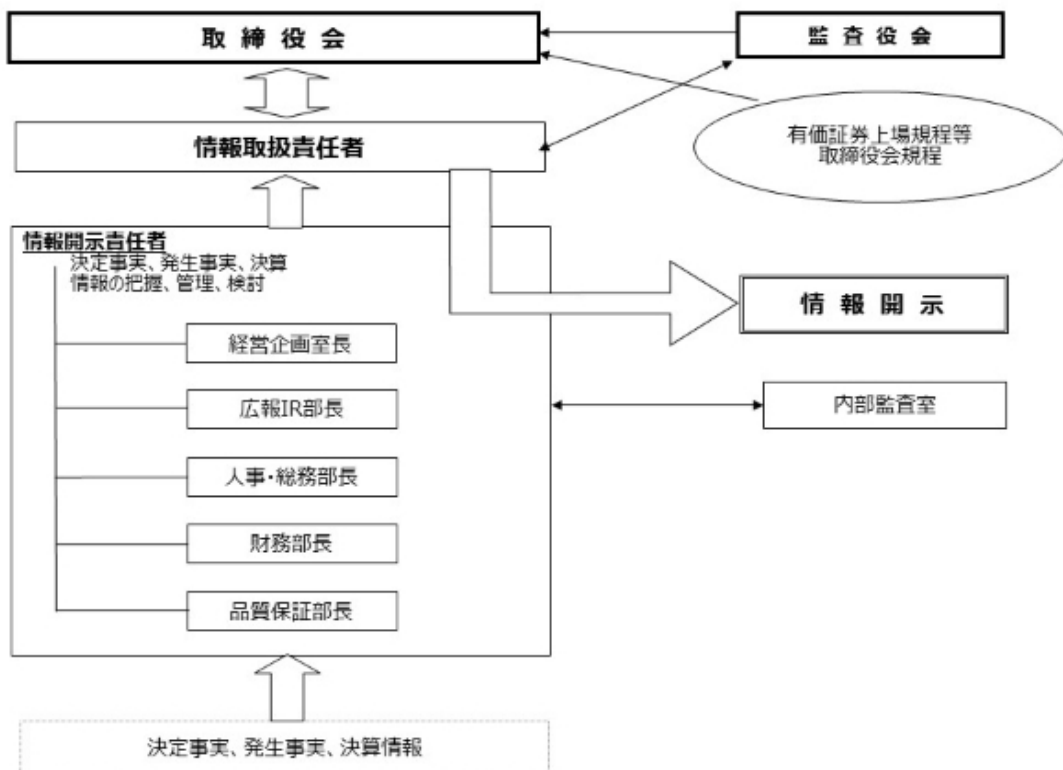 取締役会
監査役会
有価証券上場規程等
取締役会規程
情報取扱責任者
情報開示責任者
決定事実、発生事実、決算
情報の把握、管理、検討
情報開示
経営企画室長
広報IR部長
内部監査室
人事・総務部長
財務部長
品質保証部長
決定事実、発生事実、決算情報